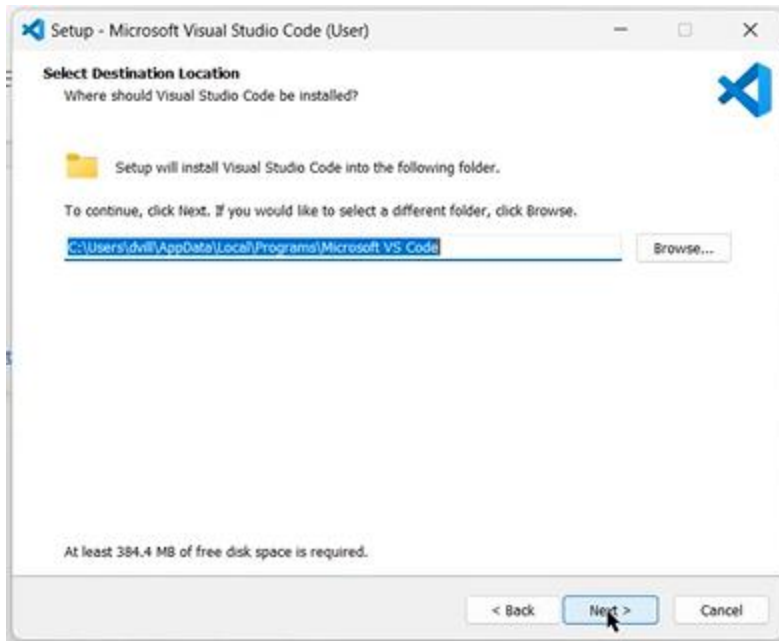 Setup - Microsoft Visual Studio Code (User)
Select Destination Location
Where should Visual Studio Code be installed?
Setup will install Visual Studio Code into the following folder.
To continue, click Next. If you would like to select a different folder, click Browse.
C:\Users\dvill\AppData\Local\Programs\Microsoft VS Code
Browse...
At least 384.4 MB of free disk space is required.
< Back
Next >
Cancel